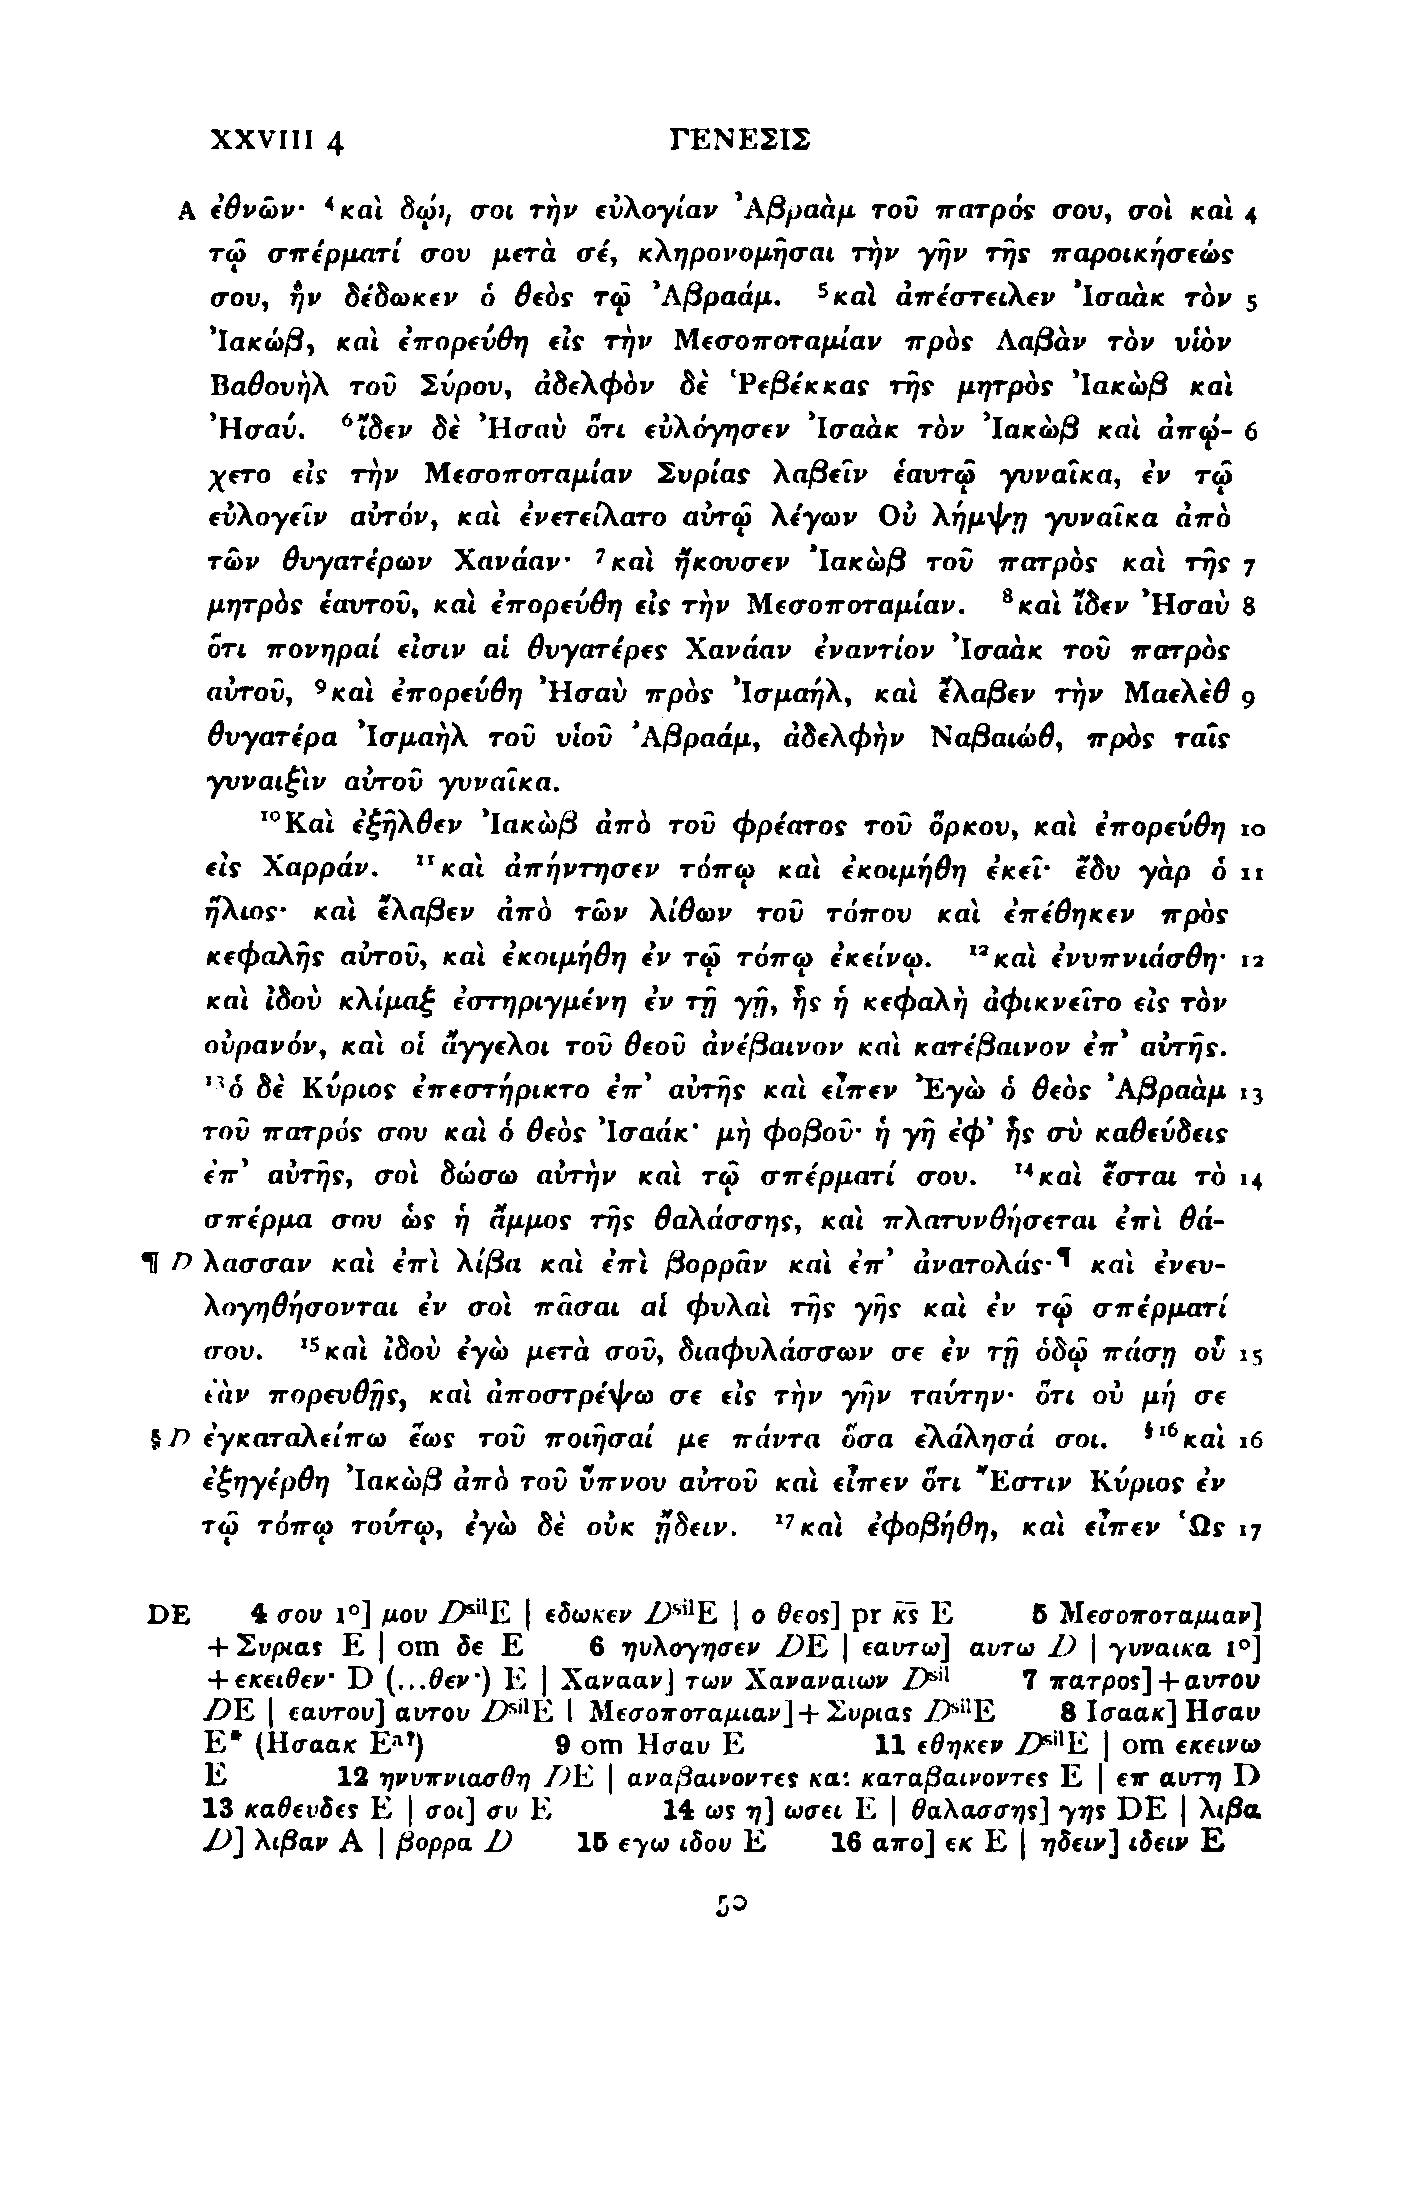 XXVIII 4 ΓΕΝΕΣΙΣ
A ἐθνῶν· ⁴καὶ δῴη σοι τὴν εὐλογίαν Ἀβραὰμ τοῦ πατρός σου, σοὶ καὶ 4
τῷ σπέρματί σου μετὰ σέ, κληρονομῆσαι τὴν γῆν τῆς παροικήσεώς
σου, ἣν δέδωκεν ὁ θεὸς τῷ Ἀβραάμ. ⁵καὶ ἀπέστειλεν Ἰσαὰκ τὸν 5
Ἰακώβ, καὶ ἐπορεύθη εἰς τὴν Μεσοποταμίαν πρὸς Λαβὰν τὸν υἱὸν
Βαθουὴλ τοῦ Σύρου, ἀδελφὸν δὲ Ῥεβέκκας τῆς μητρὸς Ἰακὼβ καὶ
Ἠσαύ. ⁶ἴδεν δὲ Ἠσαὺ ὅτι εὐλόγησεν Ἰσαὰκ τὸν Ἰακὼβ καὶ ἀπῴ- 6
χετο εἰς τὴν Μεσοποταμίαν Συρίας λαβεῖν ἑαυτῷ γυναῖκα, ἐν τῷ
εὐλογεῖν αὐτόν, καὶ ἐνετείλατο αὐτῷ λέγων Οὐ λήμψῃ γυναῖκα ἀπὸ
τῶν θυγατέρων Χανάαν· ⁷καὶ ἤκουσεν Ἰακὼβ τοῦ πατρὸς καὶ τῆς 7
μητρὸς ἑαυτοῦ, καὶ ἐπορεύθη εἰς τὴν Μεσοποταμίαν. ⁸καὶ ἴδεν Ἠσαὺ 8
ὅτι πονηραί εἰσιν αἱ θυγατέρες Χανάαν ἐναντίον Ἰσαὰκ τοῦ πατρὸς
αὐτοῦ, ⁹καὶ ἐπορεύθη Ἠσαὺ πρὸς Ἰσμαήλ, καὶ ἔλαβεν τὴν Μαελὲθ 9
θυγατέρα Ἰσμαὴλ τοῦ υἱοῦ Ἀβραάμ, ἀδελφὴν Ναβαιώθ, πρὸς ταῖς
γυναιξὶν αὐτοῦ γυναῖκα.
¹⁰Καὶ ἐξῆλθεν Ἰακὼβ ἀπὸ τοῦ φρέατος τοῦ ὅρκου, καὶ ἐπορεύθη 10
εἰς Χαρράν. ¹¹καὶ ἀπήντησεν τόπῳ καὶ ἐκοιμήθη ἐκεῖ· ἔδυ γὰρ ὁ 11
ἥλιος· καὶ ἔλαβεν ἀπὸ τῶν λίθων τοῦ τόπου καὶ ἐπέθηκεν πρὸς
κεφαλῆς αὐτοῦ, καὶ ἐκοιμήθη ἐν τῷ τόπῳ ἐκείνῳ. ¹²καὶ ἐνυπνιάσθη· 12
καὶ ἰδοὺ κλίμαξ ἐστηριγμένη ἐν τῇ γῇ, ἧς ἡ κεφαλὴ ἀφικνεῖτο εἰς τὸν
οὐρανόν, καὶ οἱ ἄγγελοι τοῦ θεοῦ ἀνέβαινον καὶ κατέβαινον ἐπ᾽ αὐτῆς.
¹³ὁ δὲ Κύριος ἐπεστήρικτο ἐπ᾽ αὐτῆς καὶ εἶπεν Ἐγὼ ὁ θεὸς Ἀβραὰμ 13
τοῦ πατρός σου καὶ ὁ θεὸς Ἰσαάκ· μὴ φοβοῦ· ἡ γῆ ἐφ᾽ ἧς σὺ καθεύδεις
ἐπ᾽ αὐτῆς, σοὶ δώσω αὐτὴν καὶ τῷ σπέρματί σου. ¹⁴καὶ ἔσται τὸ 14
σπέρμα σου ὡς ἡ ἄμμος τῆς θαλάσσης, καὶ πλατυνθήσεται ἐπὶ θά-
¶ D λασσαν καὶ ἐπὶ λίβα καὶ ἐπὶ βορρᾶν καὶ ἐπ᾽ ἀνατολάς·¶ καὶ ἐνευ-
λογηθήσονται ἐν σοὶ πᾶσαι αἱ φυλαὶ τῆς γῆς καὶ ἐν τῷ σπέρματί
σου. ¹⁵καὶ ἰδοὺ ἐγὼ μετὰ σοῦ, διαφυλάσσων σε ἐν τῇ ὁδῷ πάσῃ οὗ 15
ἐὰν πορευθῇς, καὶ ἀποστρέψω σε εἰς τὴν γῆν ταύτην· ὅτι οὐ μή σε
§ D ἐγκαταλείπω ἕως τοῦ ποιῆσαί με πάντα ὅσα ἐλάλησά σοι. §¹⁶καὶ 16
ἐξηγέρθη Ἰακὼβ ἀπὸ τοῦ ὕπνου αὐτοῦ καὶ εἶπεν ὅτι Ἔστιν Κύριος ἐν
τῷ τόπῳ τούτῳ, ἐγὼ δὲ οὐκ ᾔδειν. ¹⁷καὶ ἐφοβήθη, καὶ εἶπεν Ὡς 17
DE 4 σου 1°] μου DˢⁱˡE | εδωκεν DˢⁱˡE | ο θεος] pr κ̅ς̅ E 5 Μεσοποταμιαν]
+Συριας E | om δε E 6 ηυλογησεν DE | εαυτω] αυτω D | γυναικα 1°]
+εκειθεν· D (...θεν·) E | Χανααν] των Χαναναιων Dˢⁱˡ 7 πατρος]+αυτου
DE | εαυτου] αυτου DˢⁱˡE | Μεσοποταμιαν]+Συριας DˢⁱˡE 8 Ισαακ] Ησαυ
E* (Ησαακ Eᵃ†) 9 om Ησαυ E 11 εθηκεν DˢⁱˡE | om εκεινω
E 12 ηνυπνιασθη DE | αναβαινοντες και καταβαινοντες E | επ αυτη D
13 καθευδες E | σοι] συ E 14 ως η] ωσει E | θαλασσης] γης DE | λιβα
D] λιβαν A | βορρα D 15 εγω ιδου E 16 απο] εκ E | ηδειν] ιδειν E
50